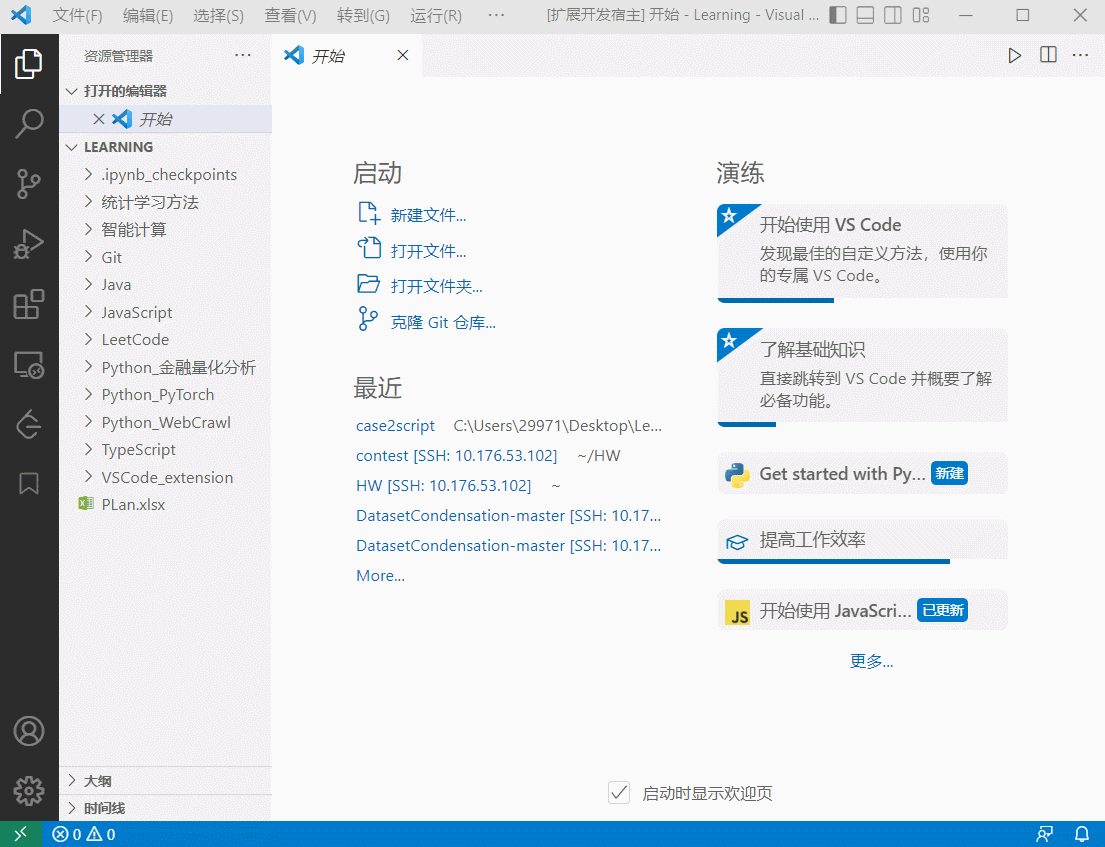 文件(F) 编辑(E) 选择(S) 查看(V) 转到(G) 运行(R) ··· [扩展开发宿主] 开始 - Learning - Visual ...
资源管理器 ···
开始
打开的编辑器
开始
LEARNING
.ipynb_checkpoints
统计学习方法
智能计算
Git
Java
JavaScript
LeetCode
Python_金融量化分析
Python_PyTorch
Python_WebCrawl
TypeScript
VSCode_extension
PLan.xlsx
大纲
时间线
启动
新建文件...
打开文件...
打开文件夹...
克隆 Git 仓库...
最近
case2script C:\Users\29971\Desktop\Le...
contest [SSH: 10.176.53.102] ~/HW
HW [SSH: 10.176.53.102] ~
DatasetCondensation-master [SSH: 10.17...
DatasetCondensation-master [SSH: 10.17...
More...
演练
开始使用 VS Code
发现最佳的自定义方法，使用你
的专属 VS Code。
了解基础知识
直接跳转到 VS Code 并概要了解
必备功能。
Get started with Py... 新建
提高工作效率
JS 开始使用 JavaScri... 已更新
更多...
启动时显示欢迎页
0 0